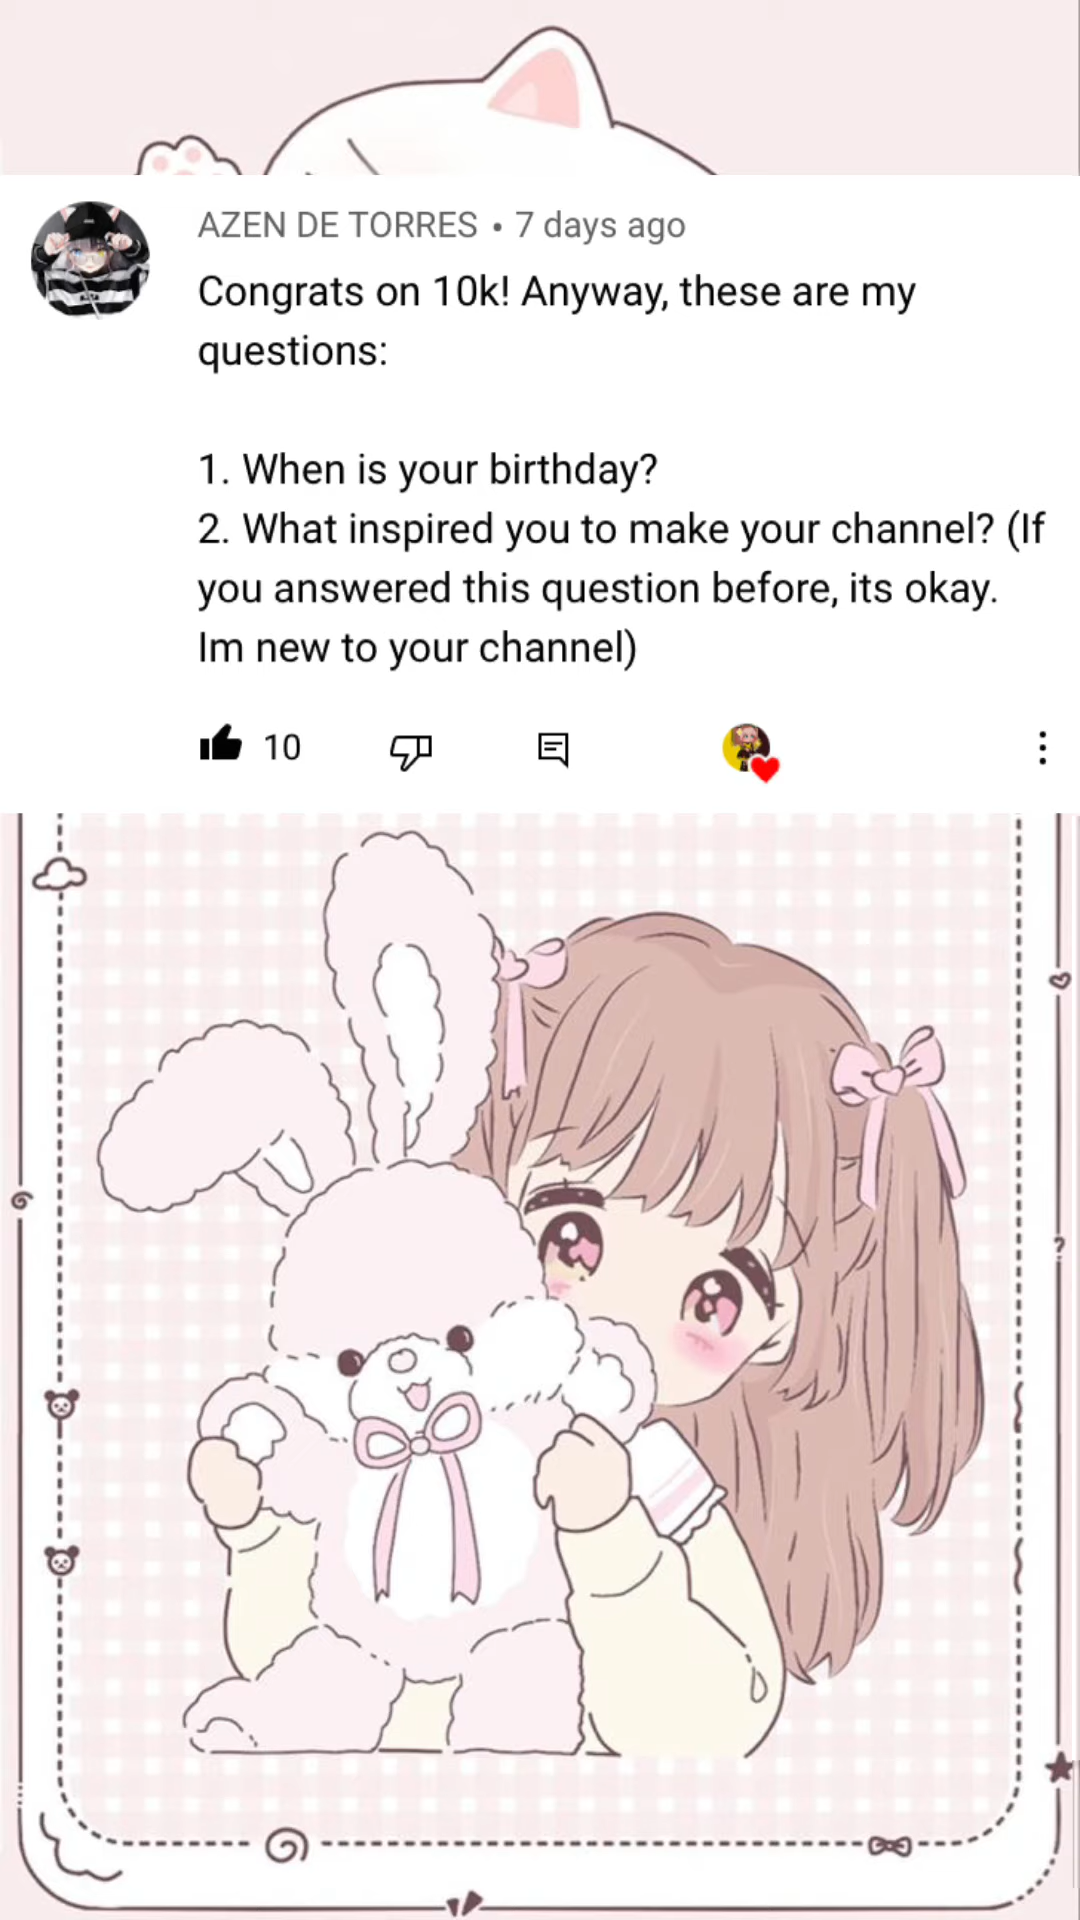 AZEN DE TORRES • 7 days ago
Congrats on 10k! Anyway, these are my
questions:
1. When is your birthday?
2. What inspired you to make your channel? (If
you answered this question before, its okay.
Im new to your channel)
10
?